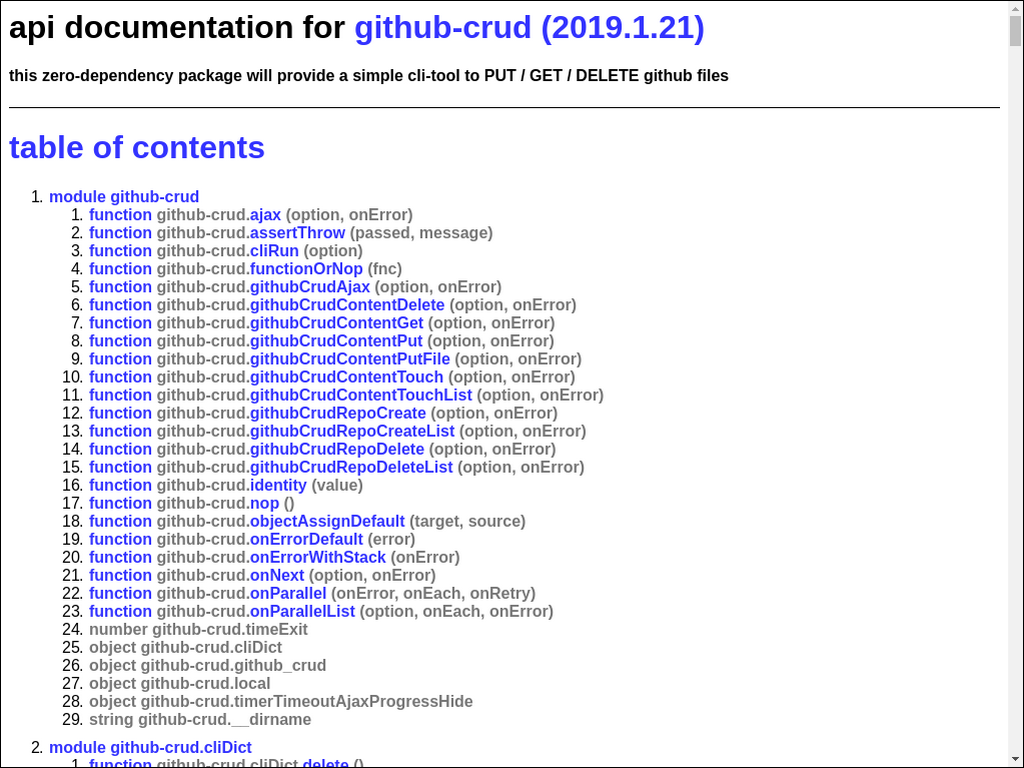 api documentation for github-crud (2019.1.21)
this zero-dependency package will provide a simple cli-tool to PUT / GET / DELETE github files
table of contents
1. module github-crud
1. function github-crud.ajax (option, onError)
2. function github-crud.assertThrow (passed, message)
3. function github-crud.cliRun (option)
4. function github-crud.functionOrNop (fnc)
5. function github-crud.githubCrudAjax (option, onError)
6. function github-crud.githubCrudContentDelete (option, onError)
7. function github-crud.githubCrudContentGet (option, onError)
8. function github-crud.githubCrudContentPut (option, onError)
9. function github-crud.githubCrudContentPutFile (option, onError)
10. function github-crud.githubCrudContentTouch (option, onError)
11. function github-crud.githubCrudContentTouchList (option, onError)
12. function github-crud.githubCrudRepoCreate (option, onError)
13. function github-crud.githubCrudRepoCreateList (option, onError)
14. function github-crud.githubCrudRepoDelete (option, onError)
15. function github-crud.githubCrudRepoDeleteList (option, onError)
16. function github-crud.identity (value)
17. function github-crud.nop ()
18. function github-crud.objectAssignDefault (target, source)
19. function github-crud.onErrorDefault (error)
20. function github-crud.onErrorWithStack (onError)
21. function github-crud.onNext (option, onError)
22. function github-crud.onParallel (onError, onEach, onRetry)
23. function github-crud.onParallelList (option, onEach, onError)
24. number github-crud.timeExit
25. object github-crud.cliDict
26. object github-crud.github_crud
27. object github-crud.local
28. object github-crud.timerTimeoutAjaxProgressHide
29. string github-crud.__dirname
2. module github-crud.cliDict
1. function github-crud.cliDict.delete ()